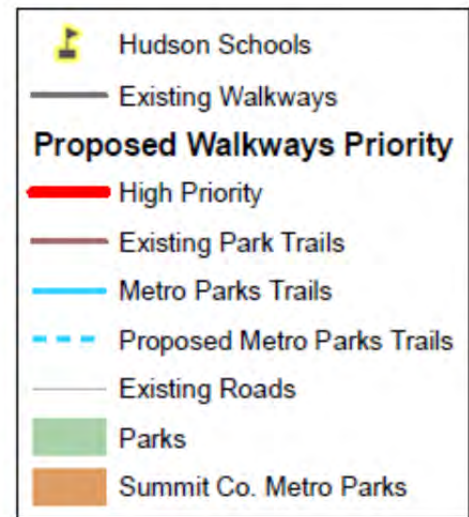 Hudson Schools
Existing Walkways
Proposed Walkways Priority
High Priority
Existing Park Trails
Metro Parks Trails
Proposed Metro Parks Trails
Existing Roads
Parks
Summit Co. Metro Parks